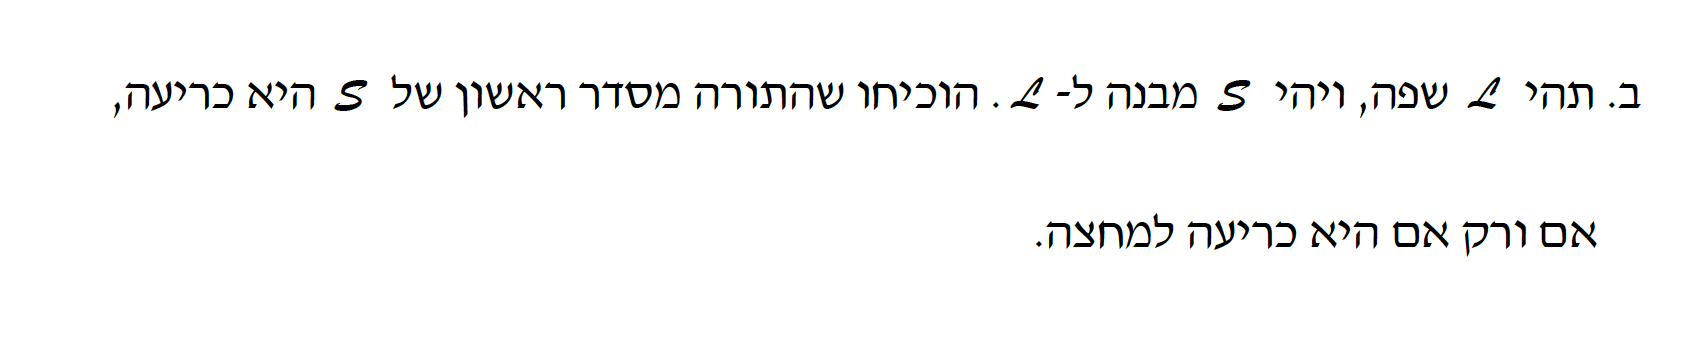 ב. תהי ℒ שפה, ויהי 𝒮 מבנה ל- ℒ. הוכיחו שהתורה מסדר ראשון של 𝒮 היא כריעה,
אם ורק אם היא כריעה למחצה.